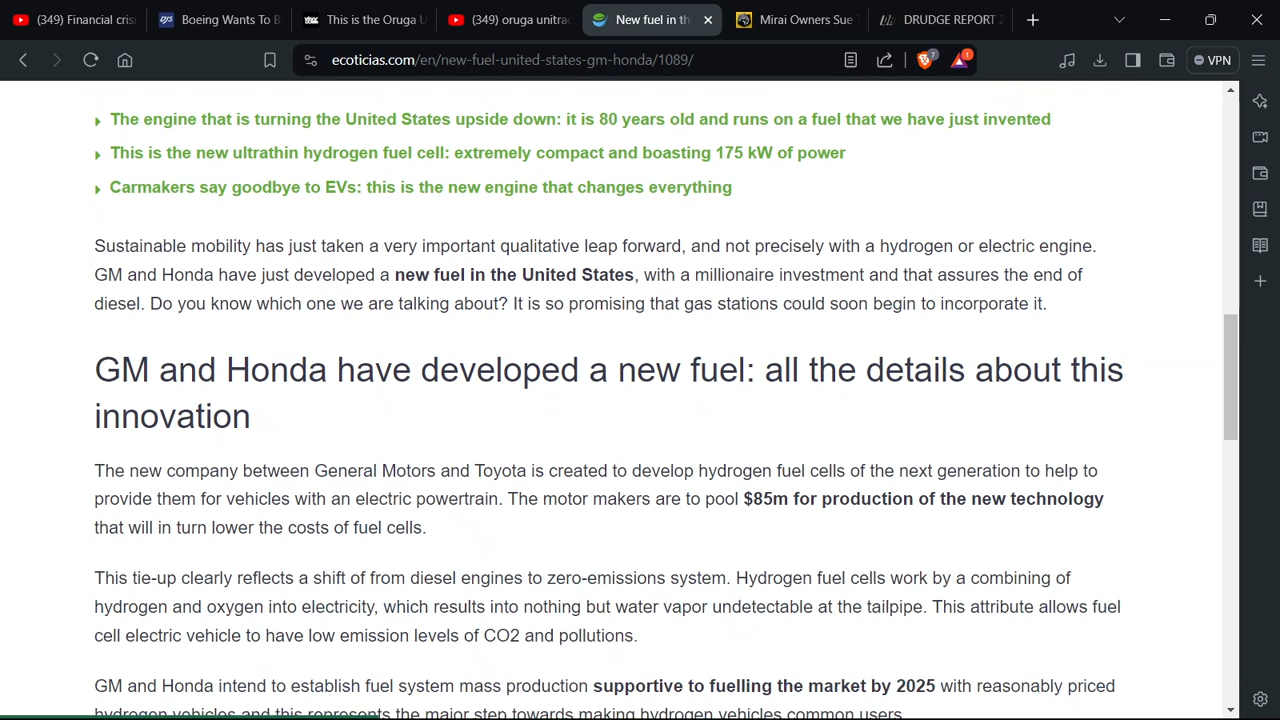 (349) Financial cris
DJS Boeing Wants To B
This is the Oruga U
(349) oruga unitrac
New fuel in th
Mirai Owners Sue
DRUDGE REPORT 2
ecoticias.com/en/new-fuel-united-states-gm-honda/1089/
7
1
VPN
The engine that is turning the United States upside down: it is 80 years old and runs on a fuel that we have just invented
This is the new ultrathin hydrogen fuel cell: extremely compact and boasting 175 kW of power
Carmakers say goodbye to EVs: this is the new engine that changes everything
Sustainable mobility has just taken a very important qualitative leap forward, and not precisely with a hydrogen or electric engine.
GM and Honda have just developed a new fuel in the United States, with a millionaire investment and that assures the end of
diesel. Do you know which one we are talking about? It is so promising that gas stations could soon begin to incorporate it.
GM and Honda have developed a new fuel: all the details about this
innovation
The new company between General Motors and Toyota is created to develop hydrogen fuel cells of the next generation to help to
provide them for vehicles with an electric powertrain. The motor makers are to pool $85m for production of the new technology
that will in turn lower the costs of fuel cells.
This tie-up clearly reflects a shift of from diesel engines to zero-emissions system. Hydrogen fuel cells work by a combining of
hydrogen and oxygen into electricity, which results into nothing but water vapor undetectable at the tailpipe. This attribute allows fuel
cell electric vehicle to have low emission levels of CO2 and pollutions.
GM and Honda intend to establish fuel system mass production supportive to fuelling the market by 2025 with reasonably priced
hydrogen vehicles and this represents the major step towards making hydrogen vehicles common users.